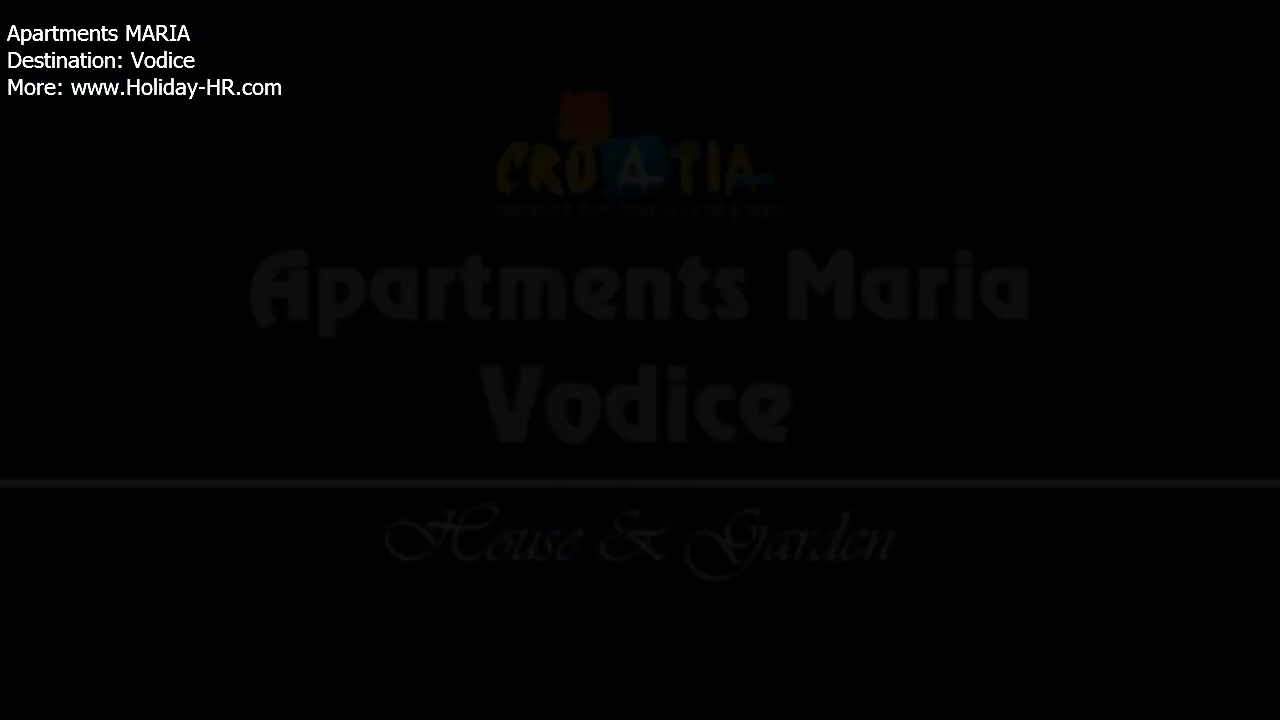 Apartments MARIA
Destination: Vodice
More: www.Holiday-HR.com
CROATIA
Apartments Maria
Vodice
House & Garden